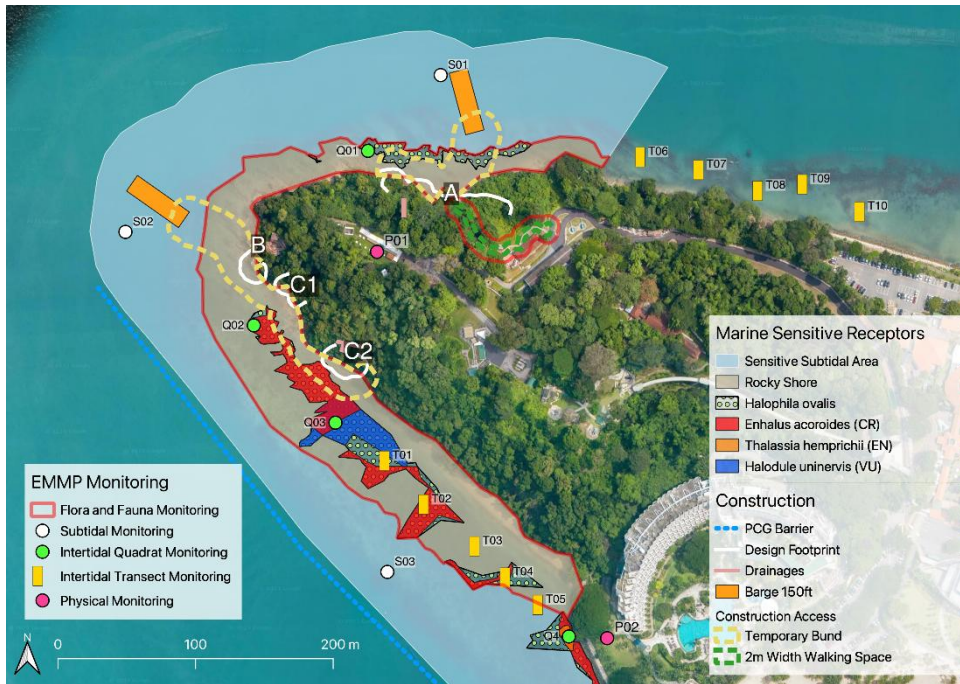 S01
Q01
T06
T07
T08
T09
T10
A
S02
B
P01
C1
Q02
C2
Q03
T01
T02
T03
S03
T04
T05
Q4
P02
EMMP Monitoring
Flora and Fauna Monitoring
Subtidal Monitoring
Intertidal Quadrat Monitoring
Intertidal Transect Monitoring
Physical Monitoring
N
0 100 200 m
Marine Sensitive Receptors
Sensitive Subtidal Area
Rocky Shore
Halophila ovalis
Enhalus acoroides (CR)
Thalassia hemprichii (EN)
Halodule uninervis (VU)
Construction
PCG Barrier
Design Footprint
Drainages
Barge 150ft
Construction Access
Temporary Bund
2m Width Walking Space